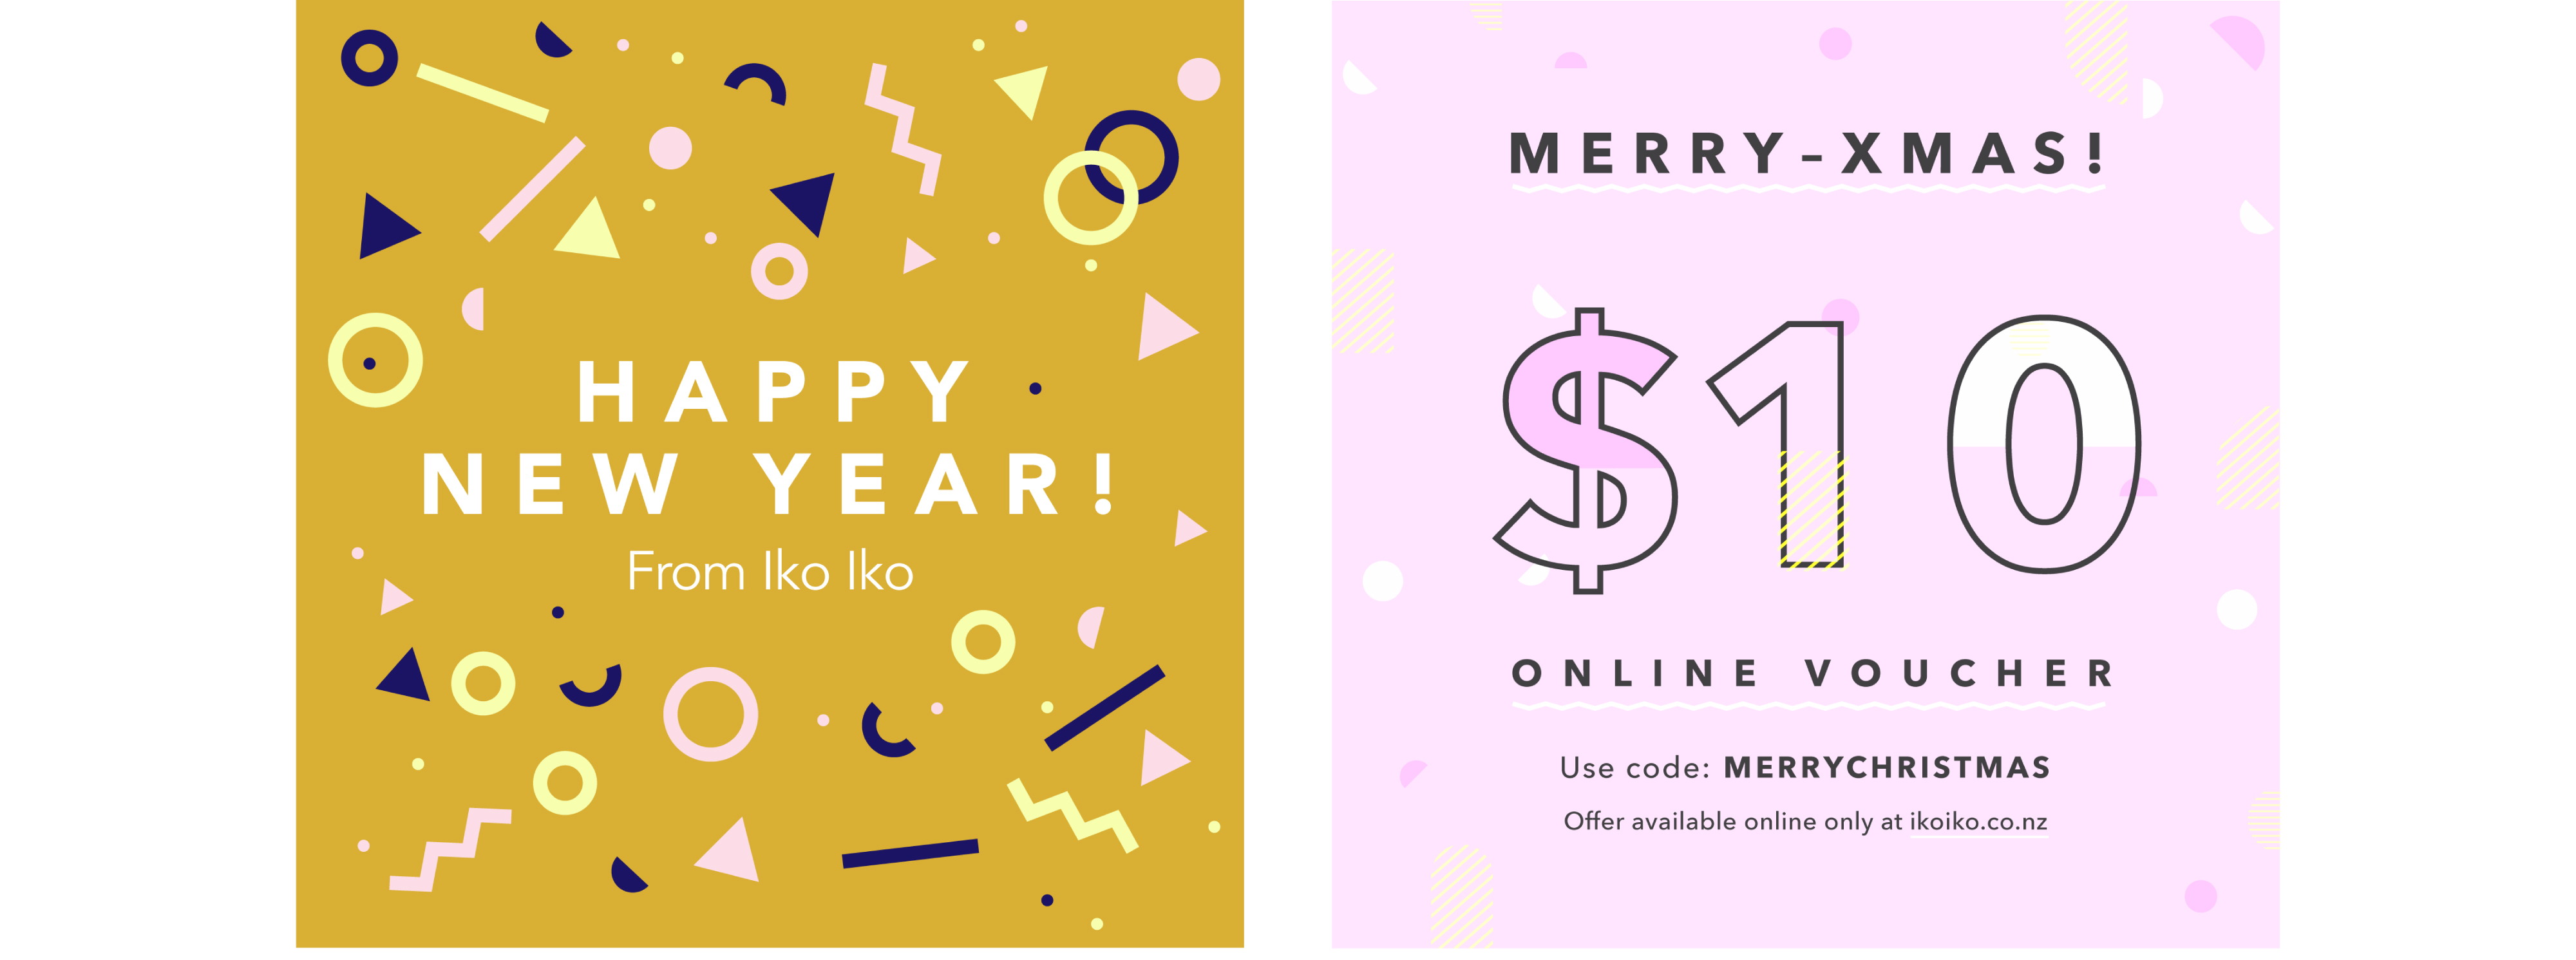 HAPPY
NEW YEAR!
From Iko Iko
MERRY-XMAS!
$10
ONLINE VOUCHER
Use code: MERRYCHRISTMAS
Offer available online only at ikoiko.co.nz